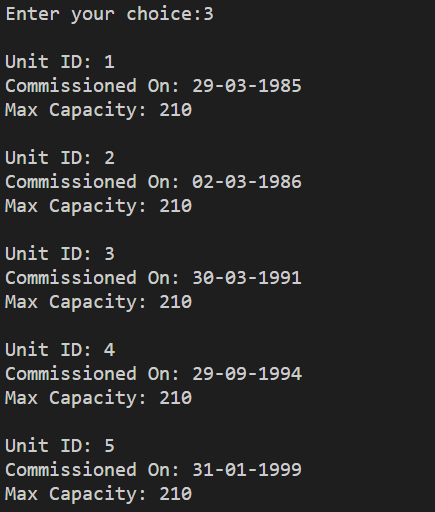 Enter your choice:3
Unit ID: 1
Commissioned On: 29-03-1985
Max Capacity: 210
Unit ID: 2
Commissioned On: 02-03-1986
Max Capacity: 210
Unit ID: 3
Commissioned On: 30-03-1991
Max Capacity: 210
Unit ID: 4
Commissioned On: 29-09-1994
Max Capacity: 210
Unit ID: 5
Commissioned On: 31-01-1999
Max Capacity: 210